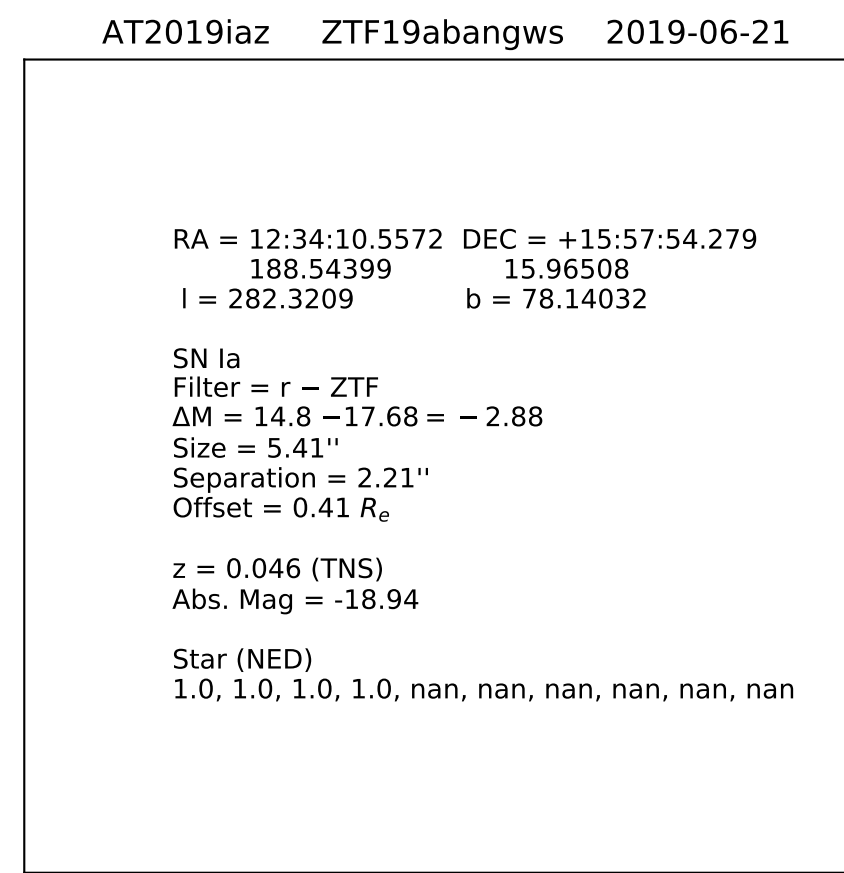 AT2019iaz ZTF19abangws 2019-06-21
RA = 12:34:10.5572 DEC = +15:57:54.279
188.54399 15.96508
l = 282.3209 b = 78.14032
SN Ia
Filter = r − ZTF
ΔM = 14.8 −17.68 = − 2.88
Size = 5.41''
Separation = 2.21''
Offset = 0.41 Rₑ
z = 0.046 (TNS)
Abs. Mag = -18.94
Star (NED)
1.0, 1.0, 1.0, 1.0, nan, nan, nan, nan, nan, nan